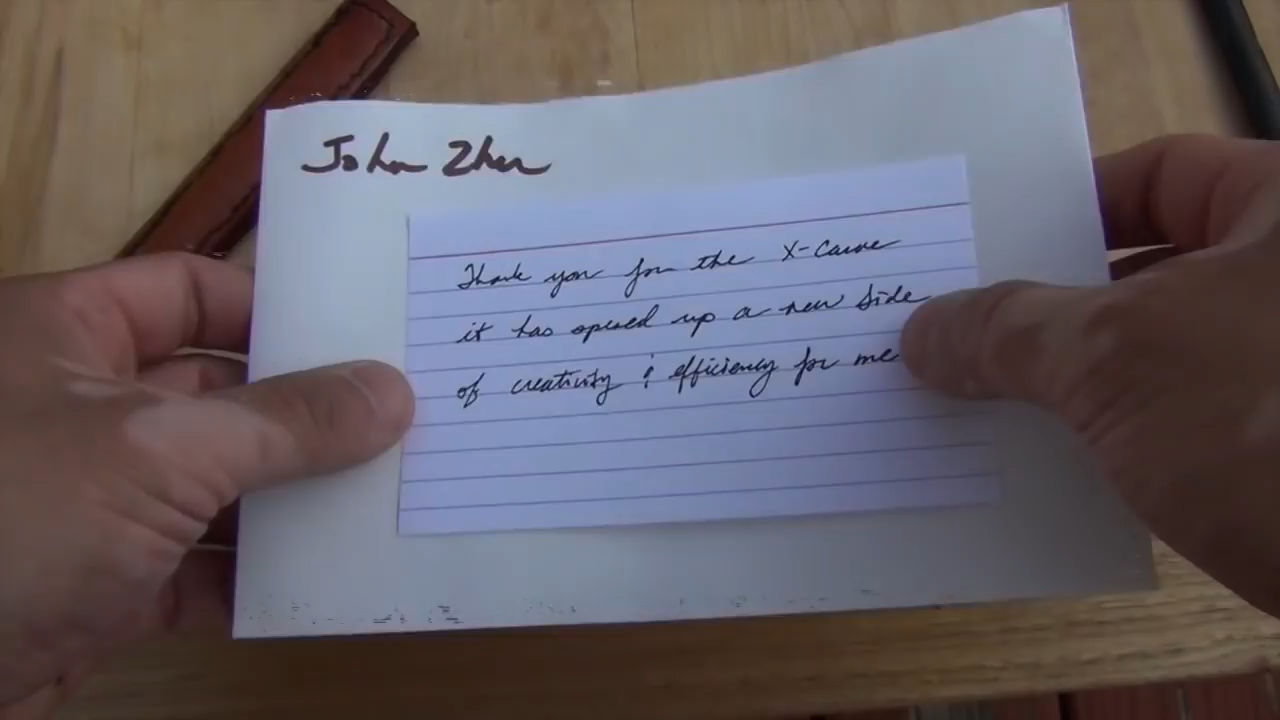 John Zhen
Thank you for the X-Carve
it has opened up a new side
of creativity & efficiency for me